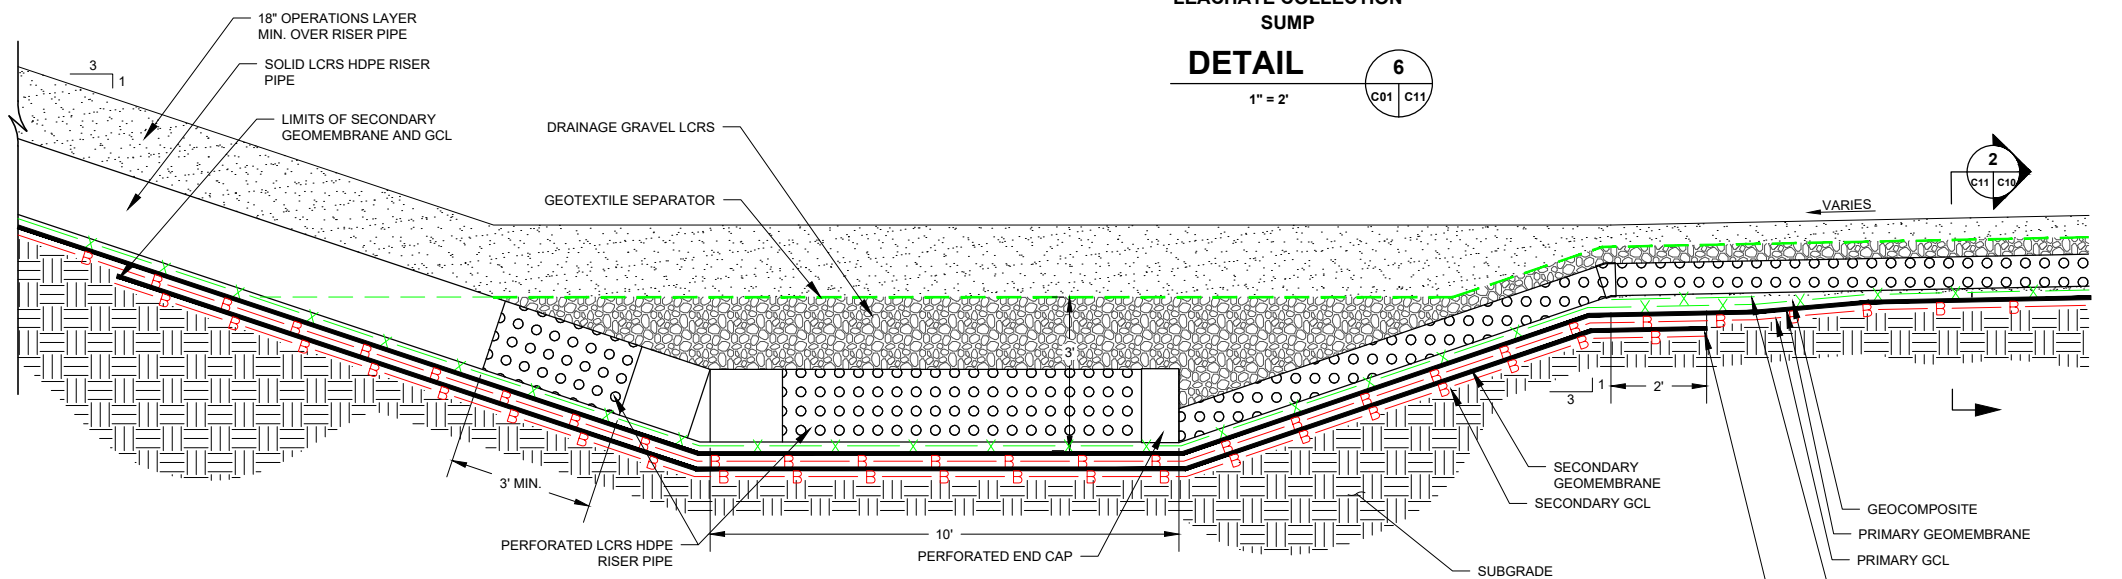 LEACHATE COLLECTION
SUMP
DETAIL
6
C01
C11
1" = 2'
18" OPERATIONS LAYER
MIN. OVER RISER PIPE
3
1
SOLID LCRS HDPE RISER
PIPE
LIMITS OF SECONDARY
GEOMEMBRANE AND GCL
DRAINAGE GRAVEL LCRS
GEOTEXTILE SEPARATOR
2
C11
C10
VARIES
3'
1
3
2'
3' MIN.
10'
PERFORATED LCRS HDPE
RISER PIPE
PERFORATED END CAP
SECONDARY
GEOMEMBRANE
SECONDARY GCL
SUBGRADE
GEOCOMPOSITE
PRIMARY GEOMEMBRANE
PRIMARY GCL